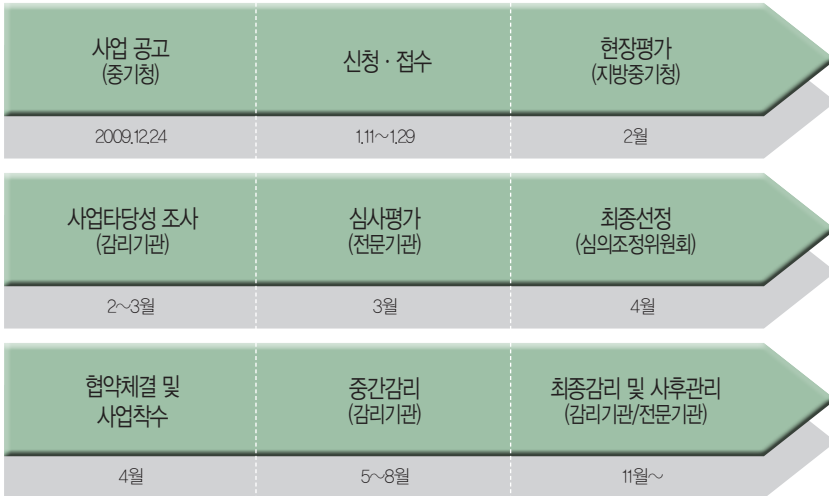 사업 공고
(중기청)
신청 · 접수
현장평가
(지방중기청)
2009.12.24
1.11~1.29
2월
사업타당성 조사
(감리기관)
심사평가
(전문기관)
최종선정
(심의조정위원회)
2~3월
3월
4월
협약체결 및
사업착수
중간감리
(감리기관)
최종감리 및 사후관리
(감리기관/전문기관)
4월
5~8월
11월~